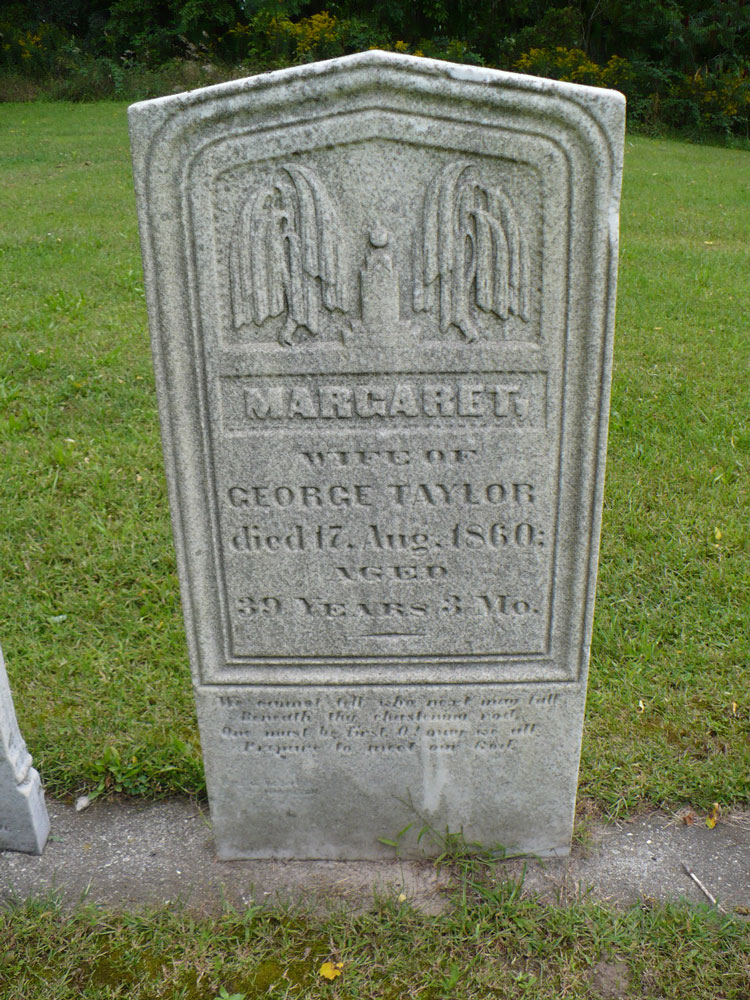 MARGARET,
WIFE OF
GEORGE TAYLOR
died 17. Aug. 1860:
AGED
39 YEARS 3 Mo.
We cannot tell who next may fall
Beneath thy chastening rod,
One must be first, O! may we all
Prepare to meet our God.